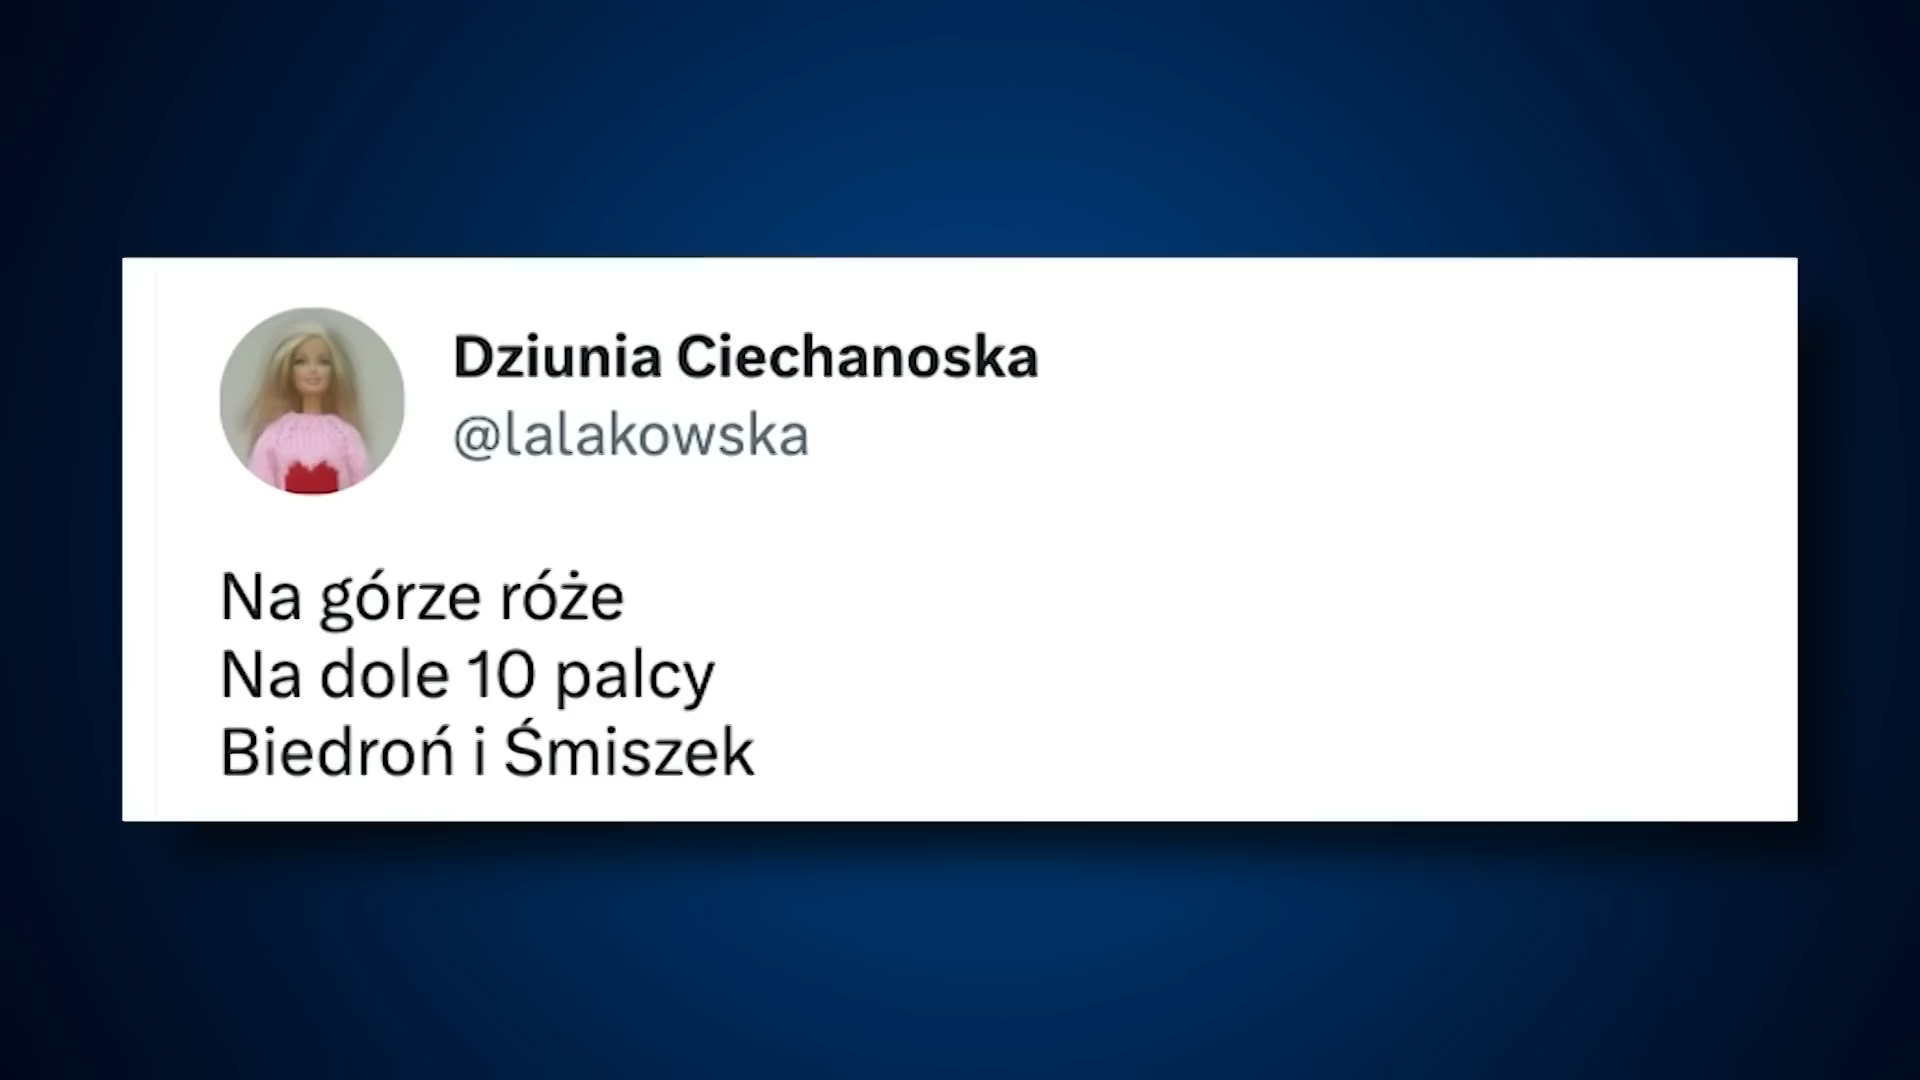 Dziunia Ciechanoska
@lalakowska
Na górze róże
Na dole 10 palcy
Biedroń i Śmiszek